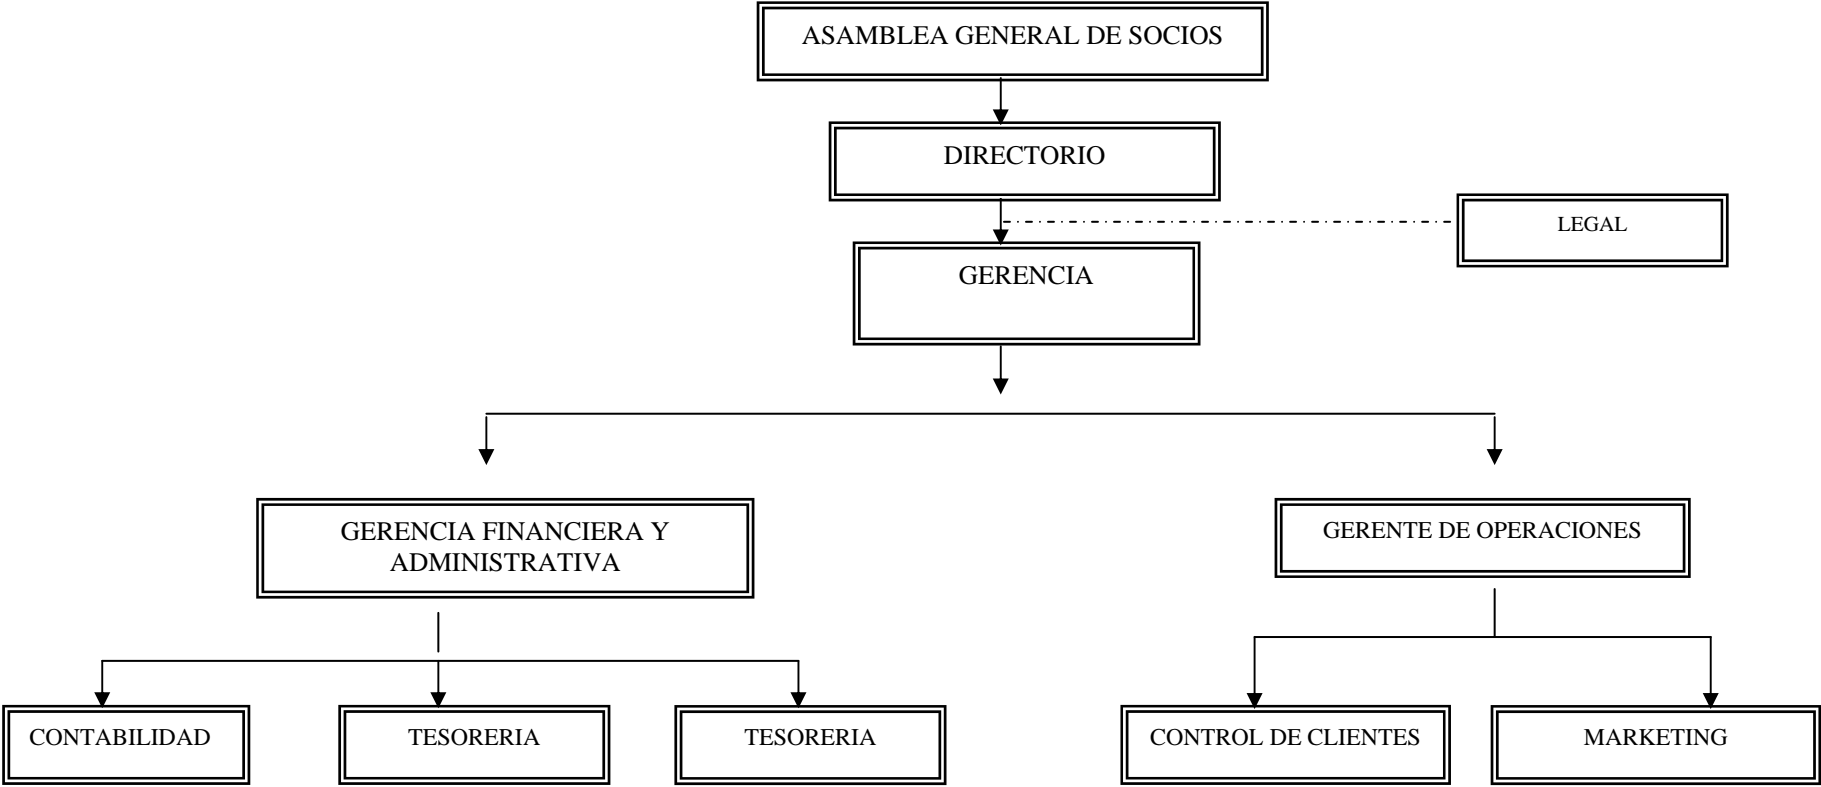 ASAMBLEA GENERAL DE SOCIOS
DIRECTORIO
LEGAL
GERENCIA
GERENCIA FINANCIERA Y
ADMINISTRATIVA
GERENTE DE OPERACIONES
CONTABILIDAD
TESORERIA
TESORERIA
CONTROL DE CLIENTES
MARKETING